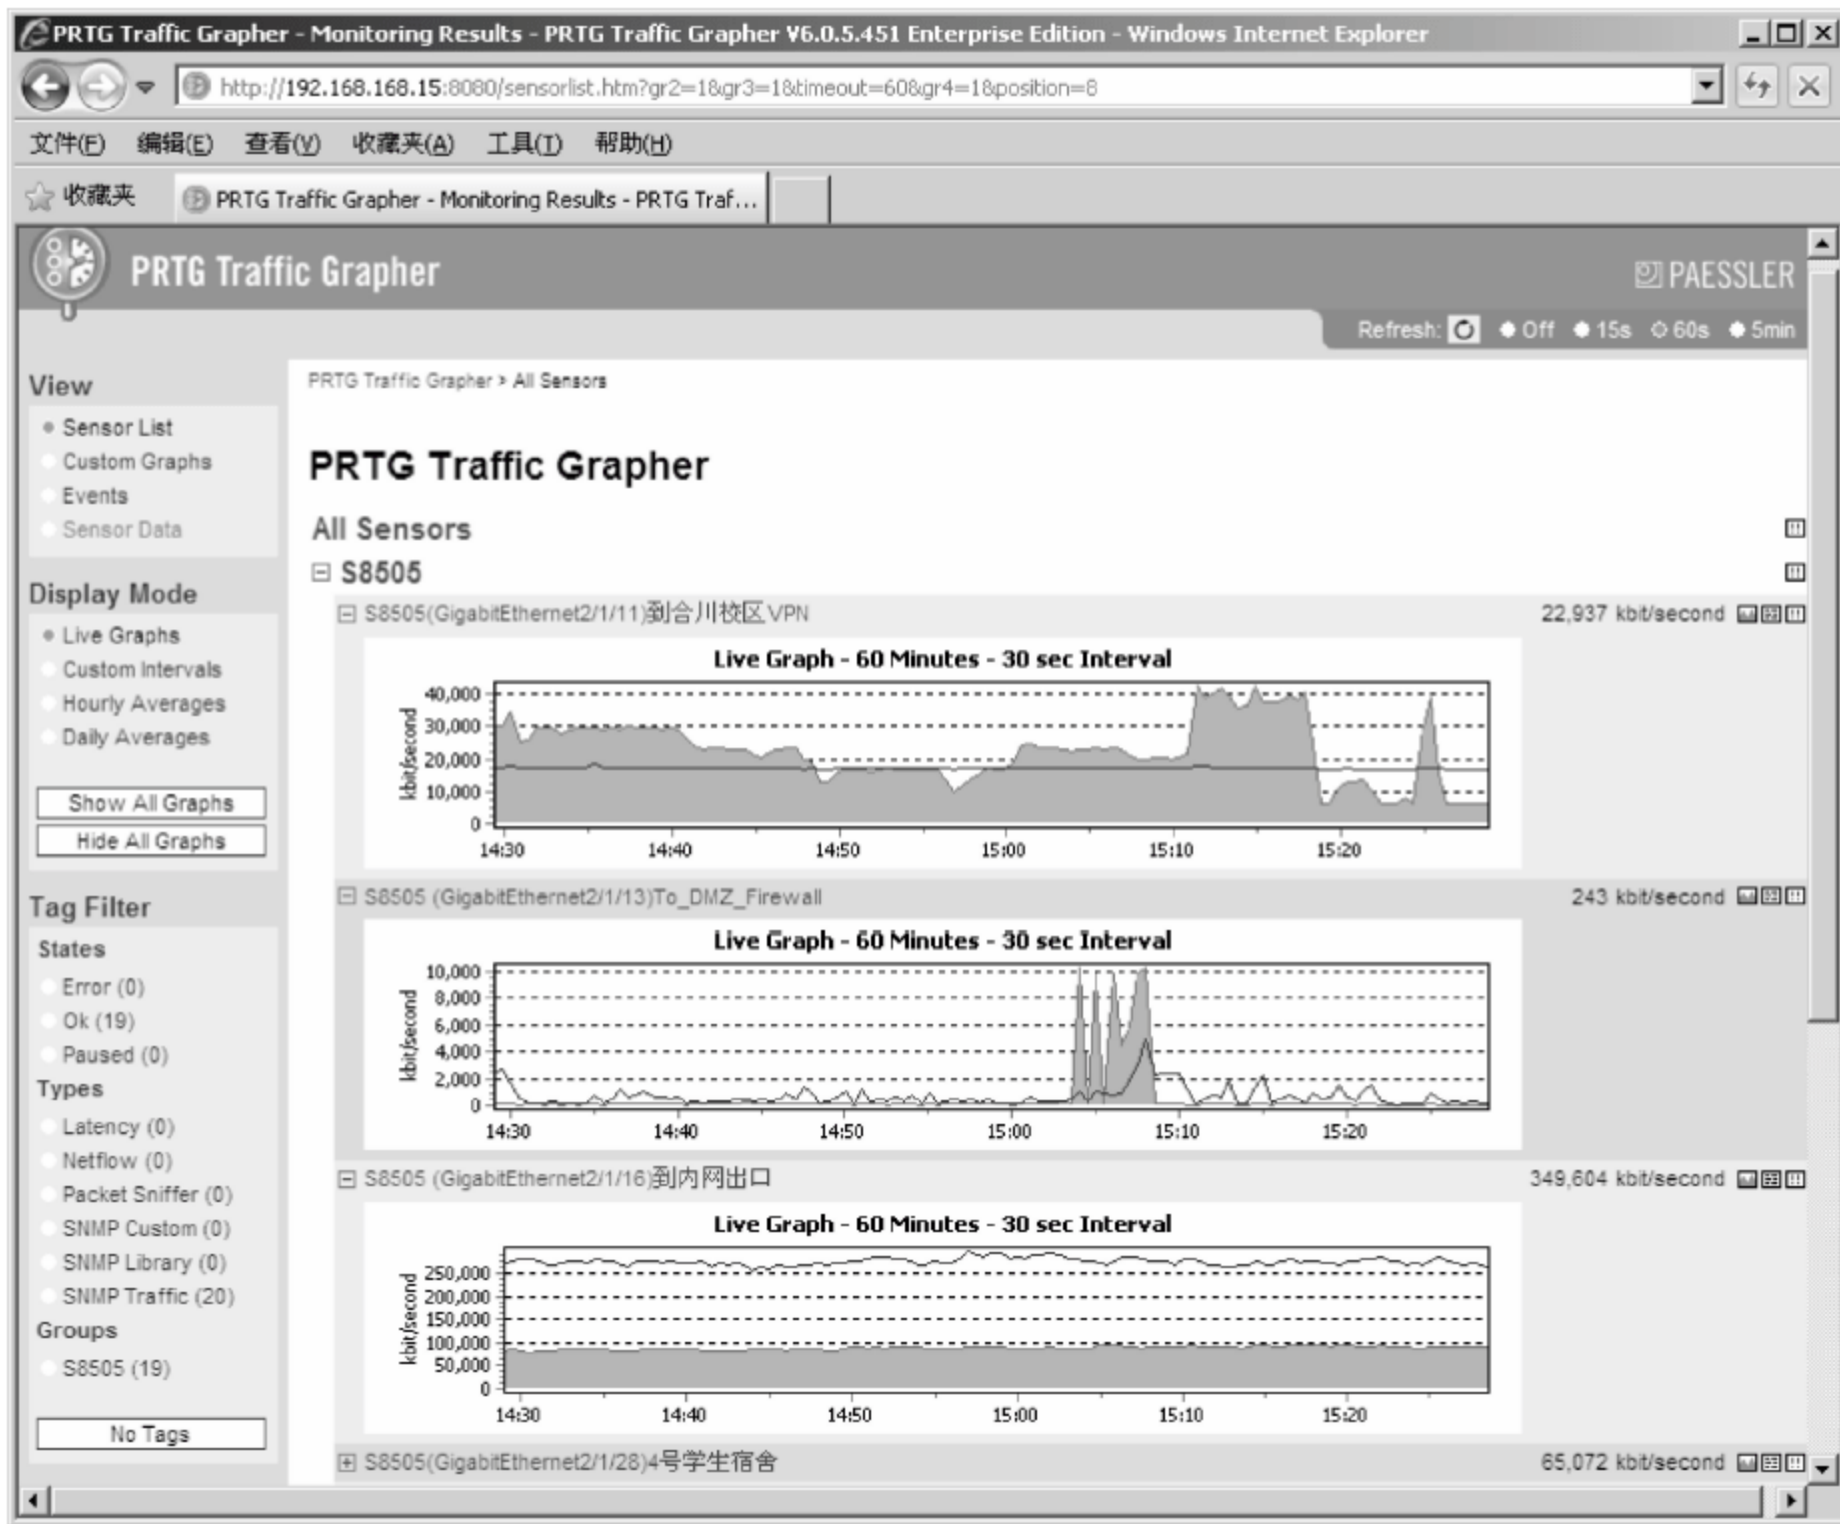 PRTG Traffic Grapher - Monitoring Results - PRTG Traffic Grapher V6.0.5.451 Enterprise Edition - Windows Internet Explorer
http://192.168.168.15:8080/sensorlist.htm?gr2=1&gr3=1&timeout=60&gr4=1&position=8
文件(F) 编辑(E) 查看(V) 收藏夹(A) 工具(T) 帮助(H)
收藏夹 PRTG Traffic Grapher - Monitoring Results - PRTG Traf...
PRTG Traffic Grapher
PAESSLER
Refresh: Off 15s 60s 5min
View
Sensor List
Custom Graphs
Events
Sensor Data
Display Mode
Live Graphs
Custom Intervals
Hourly Averages
Daily Averages
Show All Graphs
Hide All Graphs
Tag Filter
States
Error (0)
Ok (19)
Paused (0)
Types
Latency (0)
Netflow (0)
Packet Sniffer (0)
SNMP Custom (0)
SNMP Library (0)
SNMP Traffic (20)
Groups
S8505 (19)
No Tags
PRTG Traffic Grapher > All Sensors
PRTG Traffic Grapher
All Sensors
S8505
S8505(GigabitEthernet2/1/11)到合川校区VPN 22,937 kbit/second
Live Graph - 60 Minutes - 30 sec Interval
kbit/second
40,000
30,000
20,000
10,000
0
14:30 14:40 14:50 15:00 15:10 15:20
S8505 (GigabitEthernet2/1/13)To_DMZ_Firewall 243 kbit/second
Live Graph - 60 Minutes - 30 sec Interval
kbit/second
10,000
8,000
6,000
4,000
2,000
0
14:30 14:40 14:50 15:00 15:10 15:20
S8505 (GigabitEthernet2/1/16)到内网出口 349,604 kbit/second
Live Graph - 60 Minutes - 30 sec Interval
kbit/second
250,000
200,000
150,000
100,000
50,000
0
14:30 14:40 14:50 15:00 15:10 15:20
S8505(GigabitEthernet2/1/28)4号学生宿舍 65,072 kbit/second